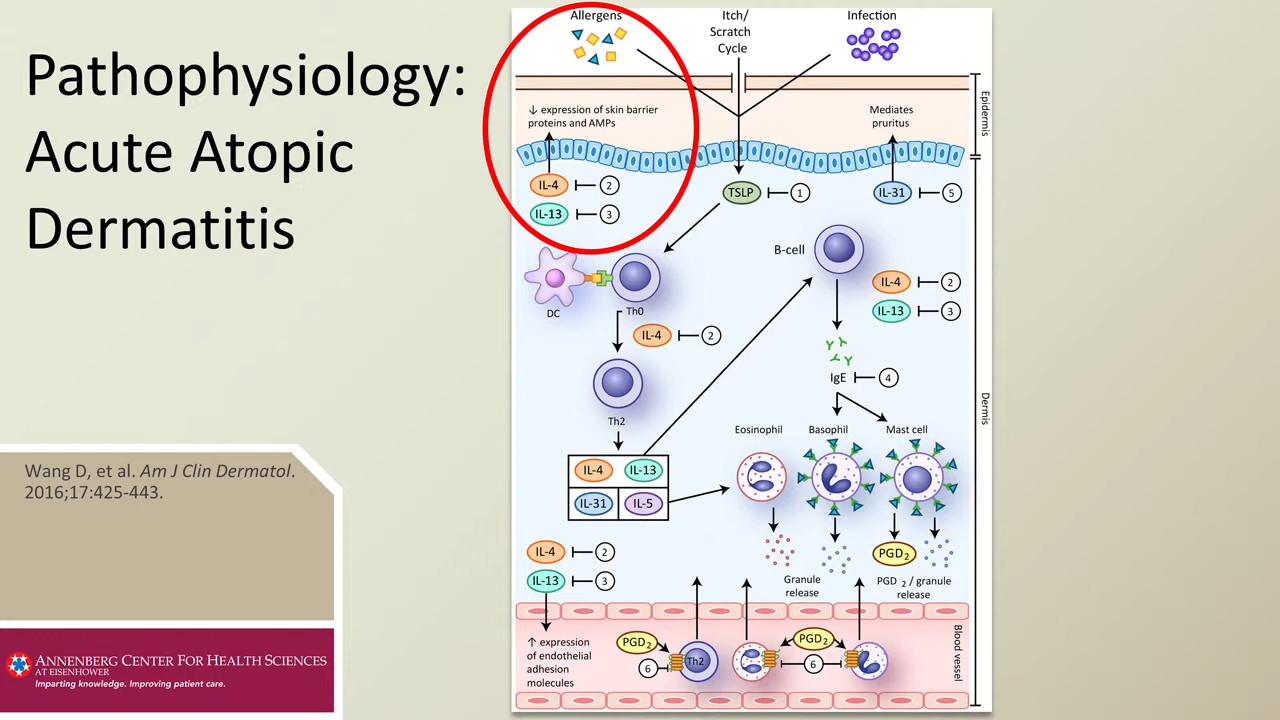 Pathophysiology:
Acute Atopic
Dermatitis
Wang D, et al. Am J Clin Dermatol.
2016;17:425-443.
ANNENBERG CENTER FOR HEALTH SCIENCES
AT EISENHOWER
Imparting knowledge. Improving patient care.
Allergens
Itch/
Scratch
Cycle
Infection
↓ expression of skin barrier
proteins and AMPs
Mediates
pruritus
Epidermis
IL-4
2
IL-13
3
TSLP
1
IL-31
5
B-cell
DC
Th0
IL-4
2
IL-13
3
IL-4
2
Th2
IgE
4
Dermis
Eosinophil
Basophil
Mast cell
IL-4
IL-13
IL-31
IL-5
IL-4
2
IL-13
3
PGD2
Granule
release
PGD 2 / granule
release
↑ expression
of endothelial
adhesion
molecules
PGD2
6
Th2
PGD2
6
Blood vessel